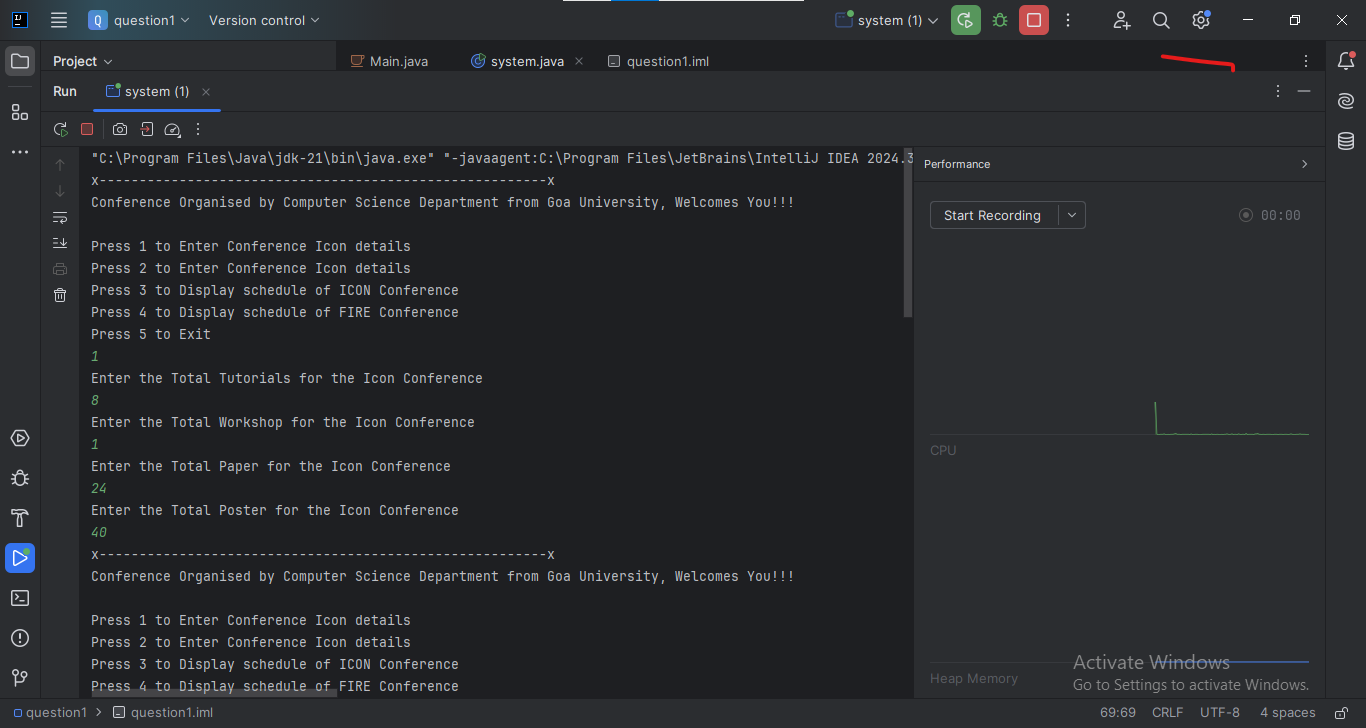 question1
Version control
system (1)
Project
Main.java
system.java
question1.iml
Run
system (1)
"C:\Program Files\Java\jdk-21\bin\java.exe" "-javaagent:C:\Program Files\JetBrains\IntelliJ IDEA 2024.3
x--------------------------------------------------------x
Conference Organised by Computer Science Department from Goa University, Welcomes You!!!
Press 1 to Enter Conference Icon details
Press 2 to Enter Conference Icon details
Press 3 to Display schedule of ICON Conference
Press 4 to Display schedule of FIRE Conference
Press 5 to Exit
1
Enter the Total Tutorials for the Icon Conference
8
Enter the Total Workshop for the Icon Conference
1
Enter the Total Paper for the Icon Conference
24
Enter the Total Poster for the Icon Conference
40
x--------------------------------------------------------x
Conference Organised by Computer Science Department from Goa University, Welcomes You!!!
Press 1 to Enter Conference Icon details
Press 2 to Enter Conference Icon details
Press 3 to Display schedule of ICON Conference
Press 4 to Display schedule of FIRE Conference
Performance
Start Recording
00:00
CPU
Heap Memory
Activate Windows
Go to Settings to activate Windows.
question1 > question1.iml
69:69 CRLF UTF-8 4 spaces